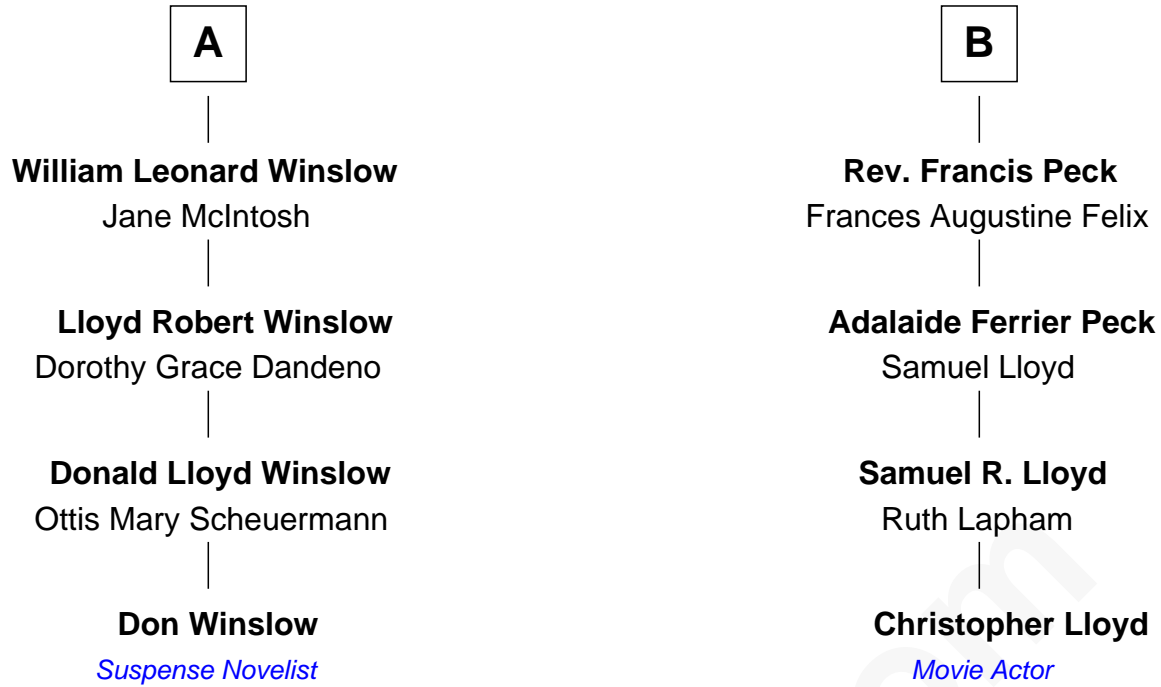 A
William Leonard Winslow
Jane McIntosh
Lloyd Robert Winslow
Dorothy Grace Dandeno
Donald Lloyd Winslow
Ottis Mary Scheuermann
Don Winslow
Suspense Novelist
B
Rev. Francis Peck
Frances Augustine Felix
Adalaide Ferrier Peck
Samuel Lloyd
Samuel R. Lloyd
Ruth Lapham
Christopher Lloyd
Movie Actor